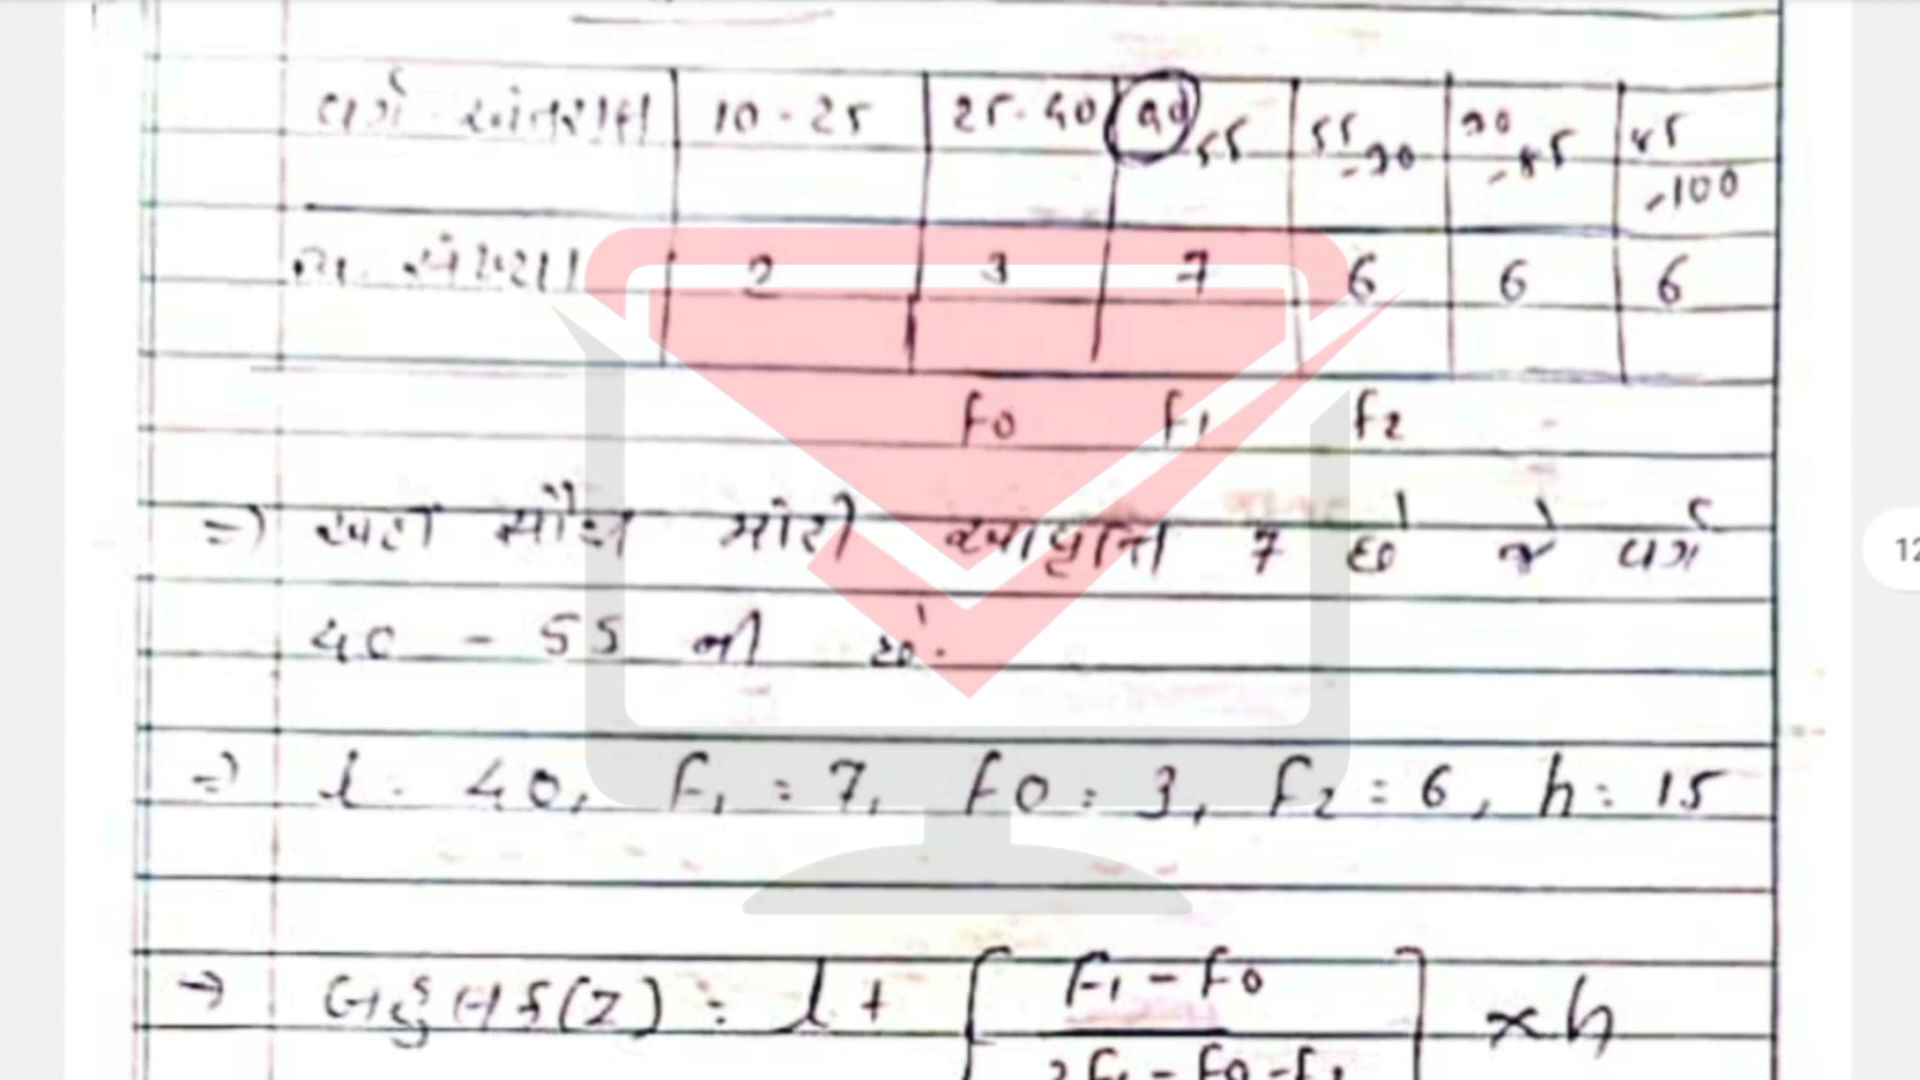 વર્ગ અંતરાલ 10-25 25-40 40 55 55 -70 70 -85 85 -100
વિ. સંખ્યા 2 3 7 6 6 6
f0 f1 f2
=) અહીં સૌથી મોટી આવૃત્તિ 7 છે જે વર્ગ
40 - 55 ની છે.
=) l = 40, f1 = 7, f0 = 3, f2 = 6, h = 15
→ બહુલક(Z) = l + [ f1 - f0
2f1 - f0 - f2 ] xh
12